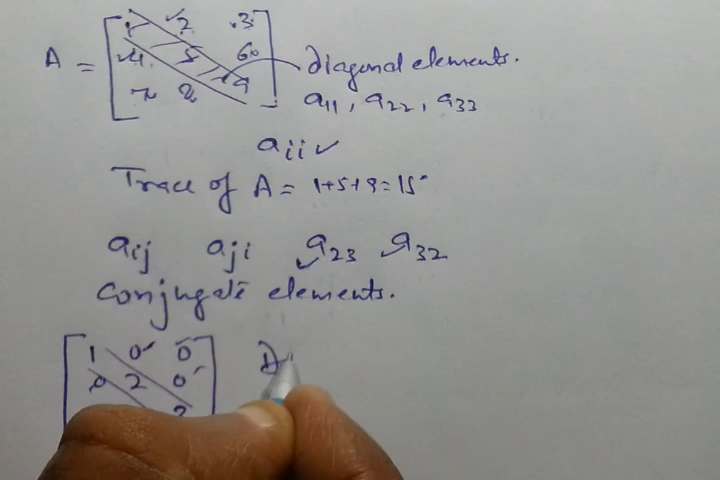 A = [ 1 2 3
4 5 6
7 8 9 ] diagonal elements.
a11, a22, a33
aii ✓
Trace of A = 1+5+9=15
aij aji a23 a32
Conjugate elements.
[ 1 0 0 ] D
0 2 0